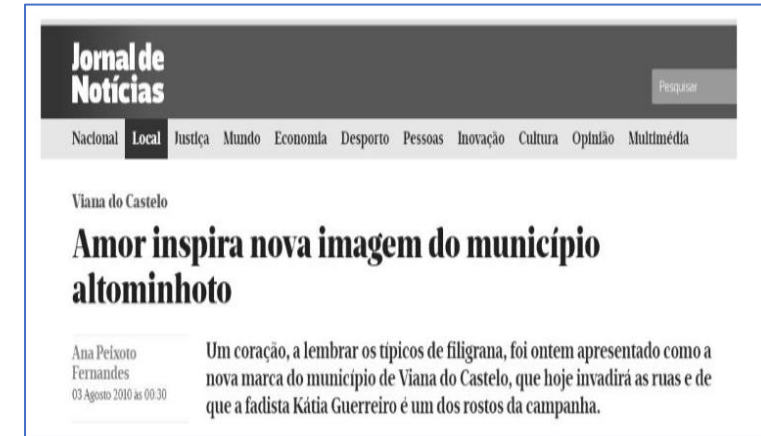 Jornal de
Notícias
Pesquisar
Nacional Local Justiça Mundo Economia Desporto Pessoas Inovação Cultura Opinião Multimédia
Viana do Castelo
Amor inspira nova imagem do município
altominhoto
Ana Peixoto
Fernandes
03 Agosto 2010 às 00:30
Um coração, a lembrar os típicos de filigrana, foi ontem apresentado como a
nova marca do município de Viana do Castelo, que hoje invadirá as ruas e de
que a fadista Kátia Guerreiro é um dos rostos da campanha.